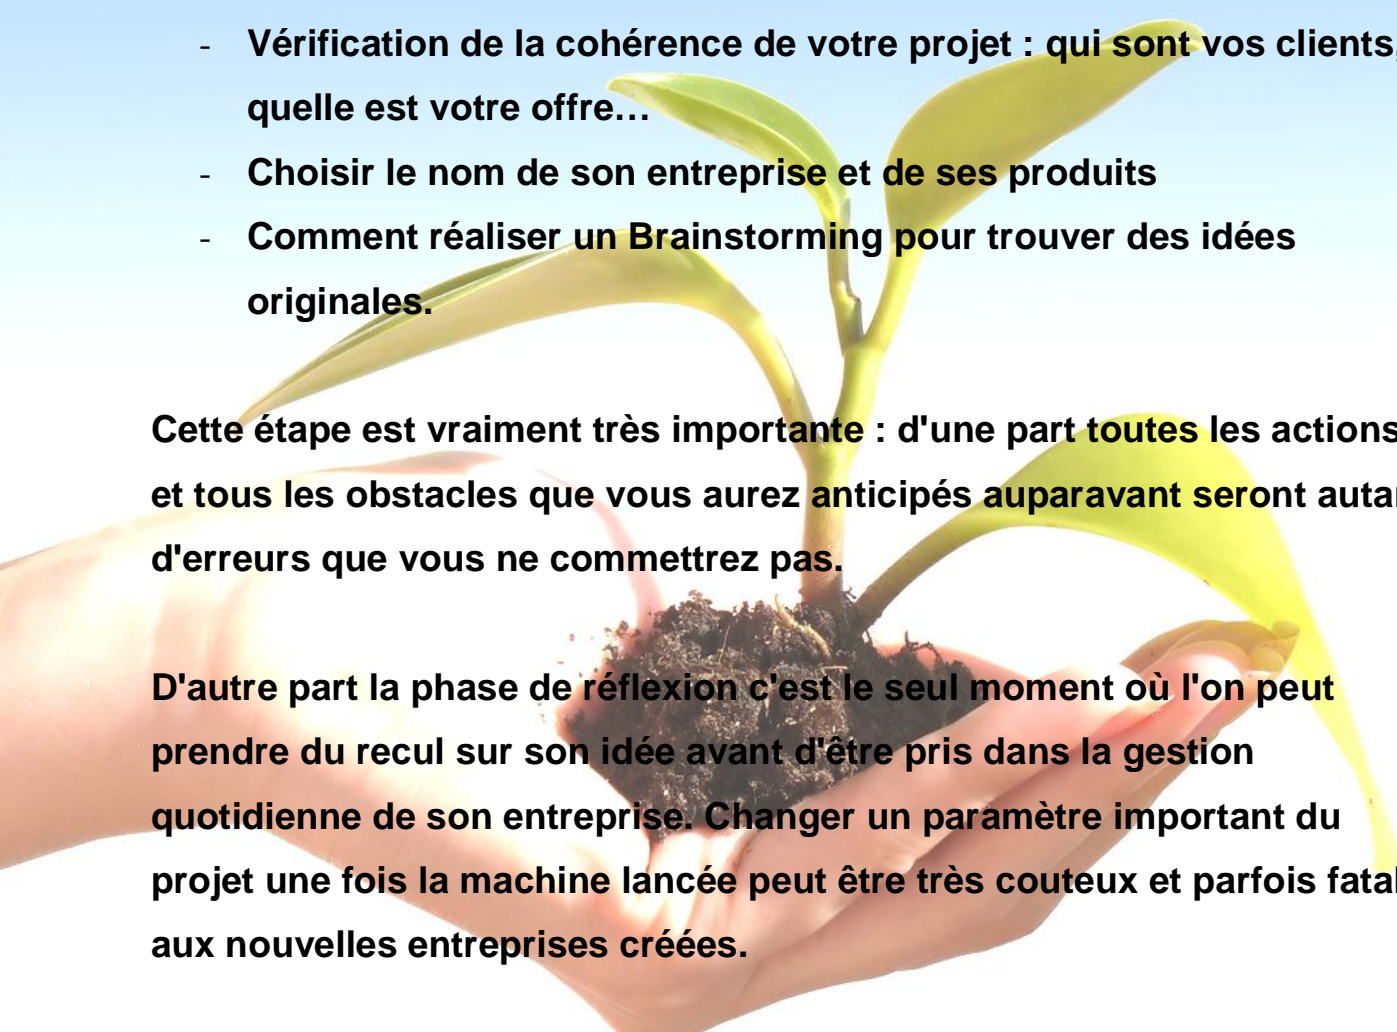 - Vérification de la cohérence de votre projet : qui sont vos clients,
quelle est votre offre…
- Choisir le nom de son entreprise et de ses produits
- Comment réaliser un Brainstorming pour trouver des idées
originales.
Cette étape est vraiment très importante : d'une part toutes les actions
et tous les obstacles que vous aurez anticipés auparavant seront
d'erreurs que vous ne commettrez pas.
D'autre part la phase de réflexion c'est le seul moment où l'on peut
prendre du recul sur son idée avant d'être pris dans la gestion
quotidienne de son entreprise. Changer un paramètre important du
projet une fois la machine lancée peut être très couteux et parfois fatal
aux nouvelles entreprises créées.